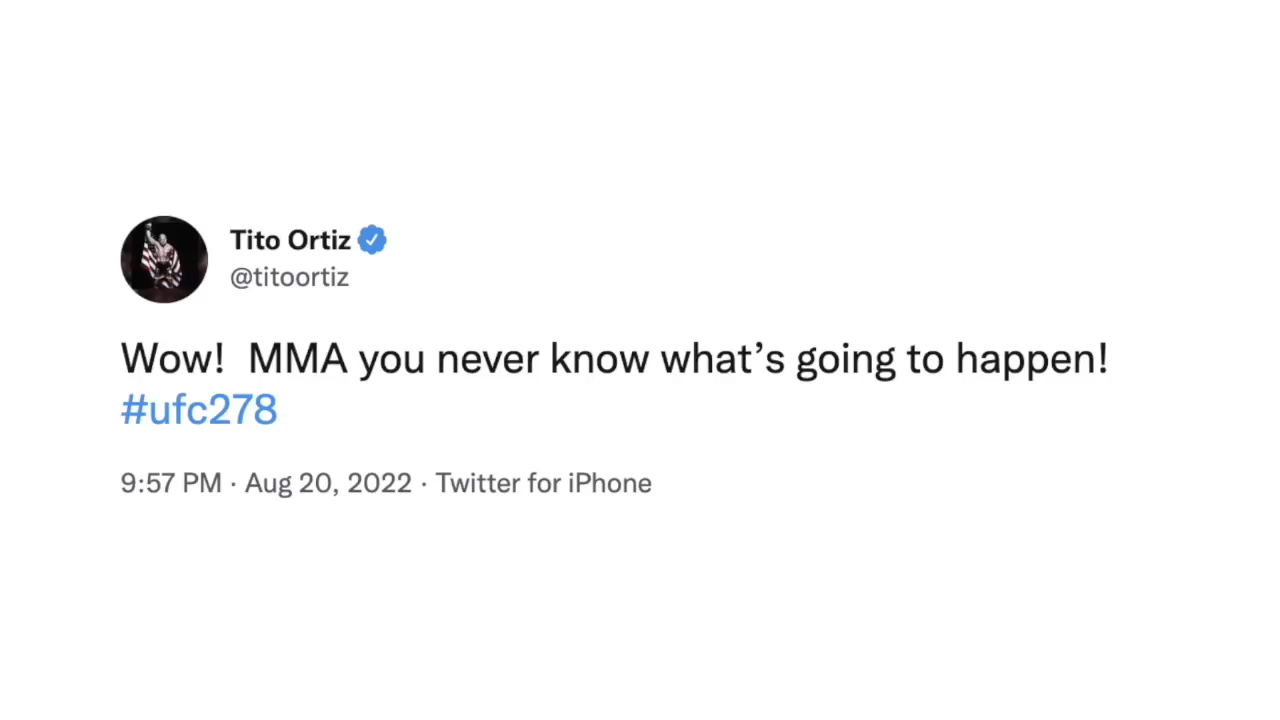 Tito Ortiz
@titoortiz
Wow!  MMA you never know what’s going to happen!
#ufc278
9:57 PM · Aug 20, 2022 · Twitter for iPhone